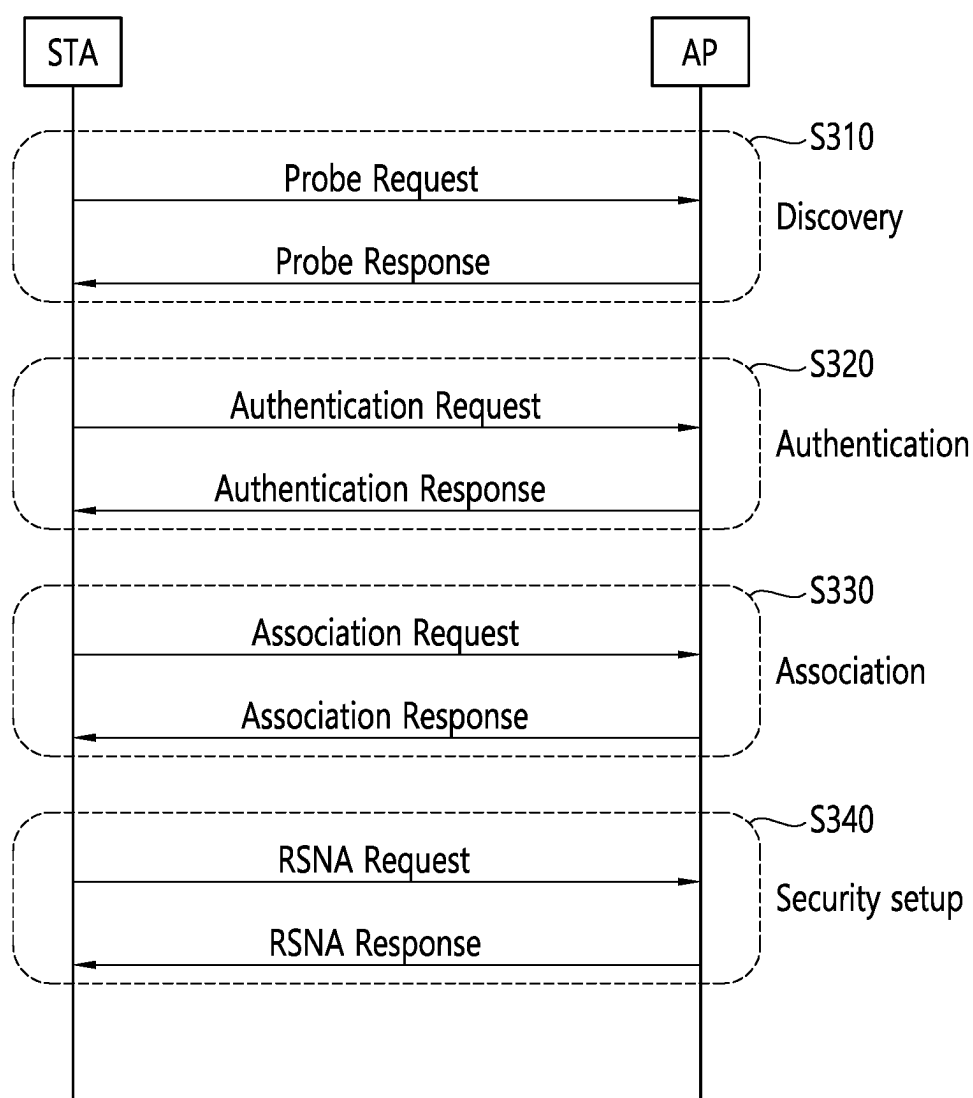 STA
AP
S310
Probe Request
Discovery
Probe Response
S320
Authentication Request
Authentication
Authentication Response
S330
Association Request
Association
Association Response
S340
RSNA Request
Security setup
RSNA Response